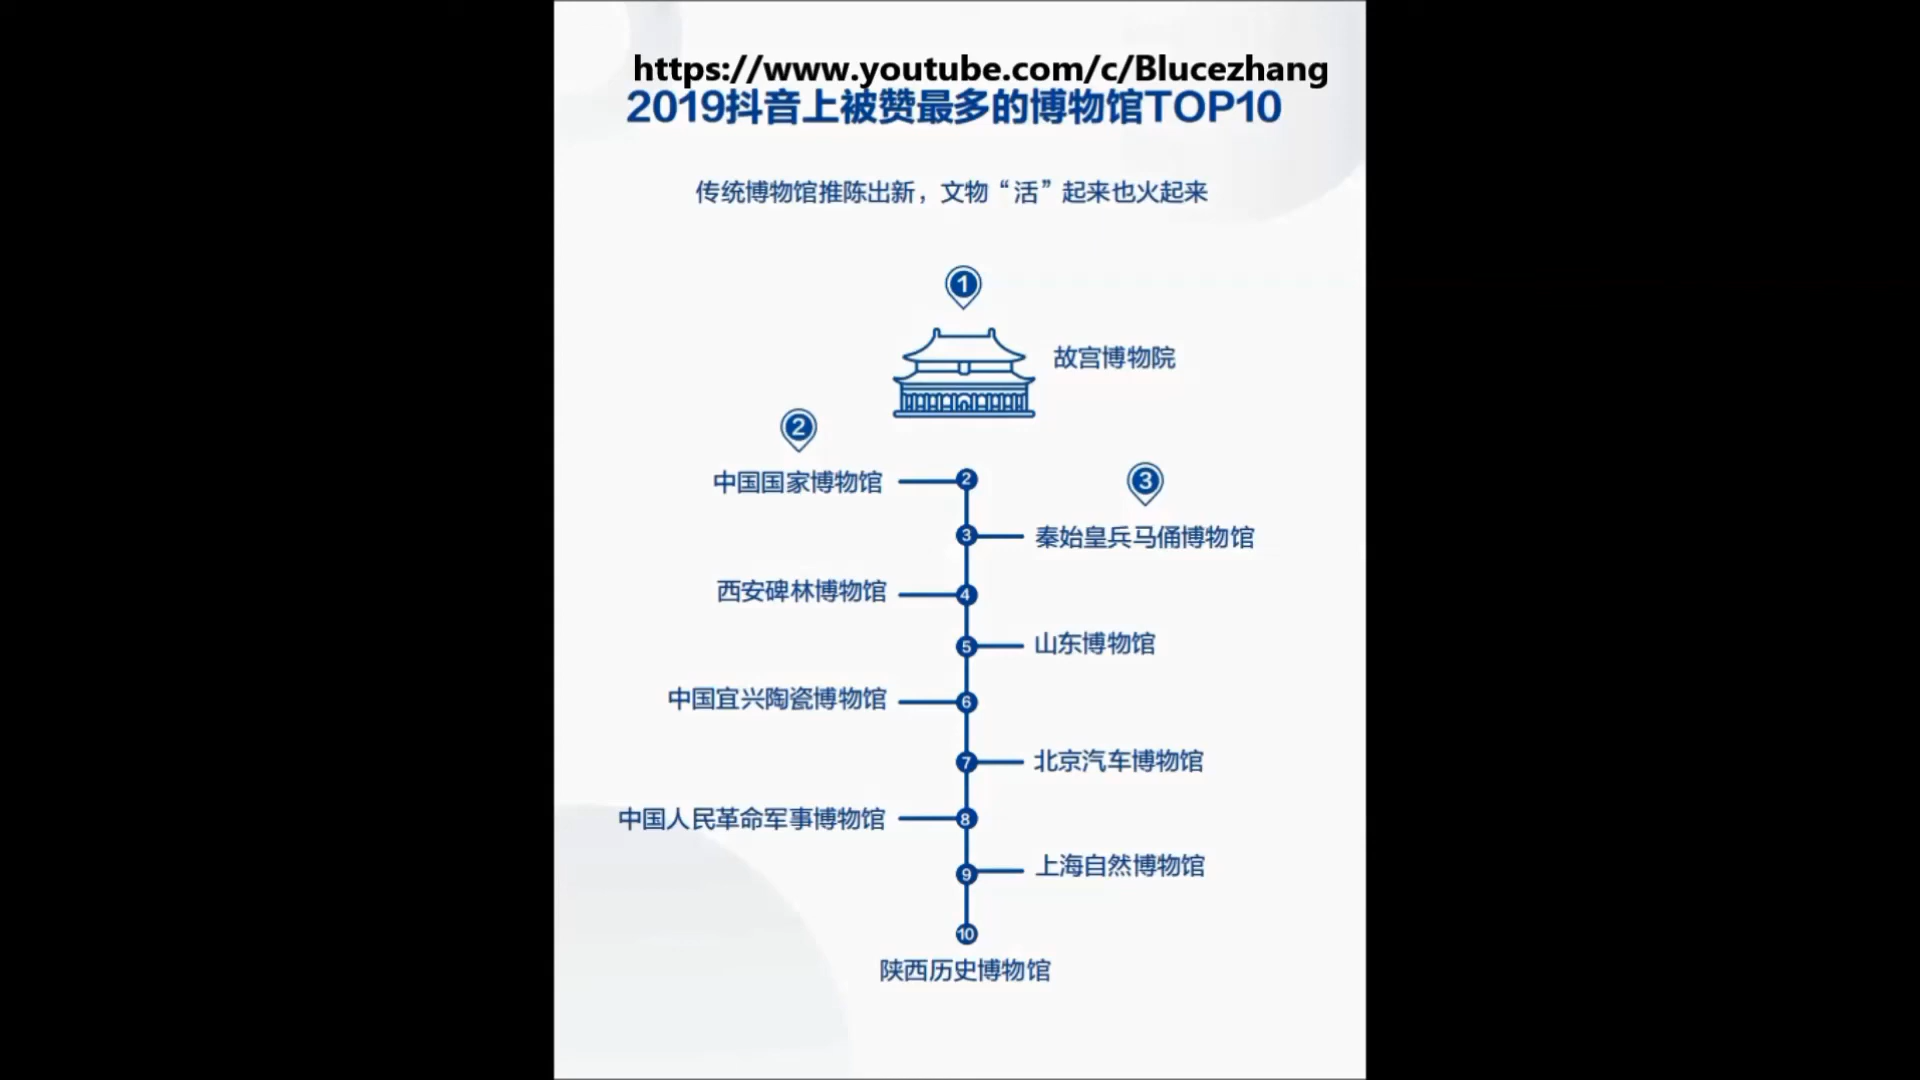 https://www.youtube.com/c/Blucezhang
2019抖音上被赞最多的博物馆TOP10
传统博物馆推陈出新，文物“活”起来也火起来
1
故宫博物院
2
中国国家博物馆
2
3
3
秦始皇兵马俑博物馆
西安碑林博物馆
4
5
山东博物馆
中国宜兴陶瓷博物馆
6
7
北京汽车博物馆
中国人民革命军事博物馆
8
9
上海自然博物馆
10
陕西历史博物馆